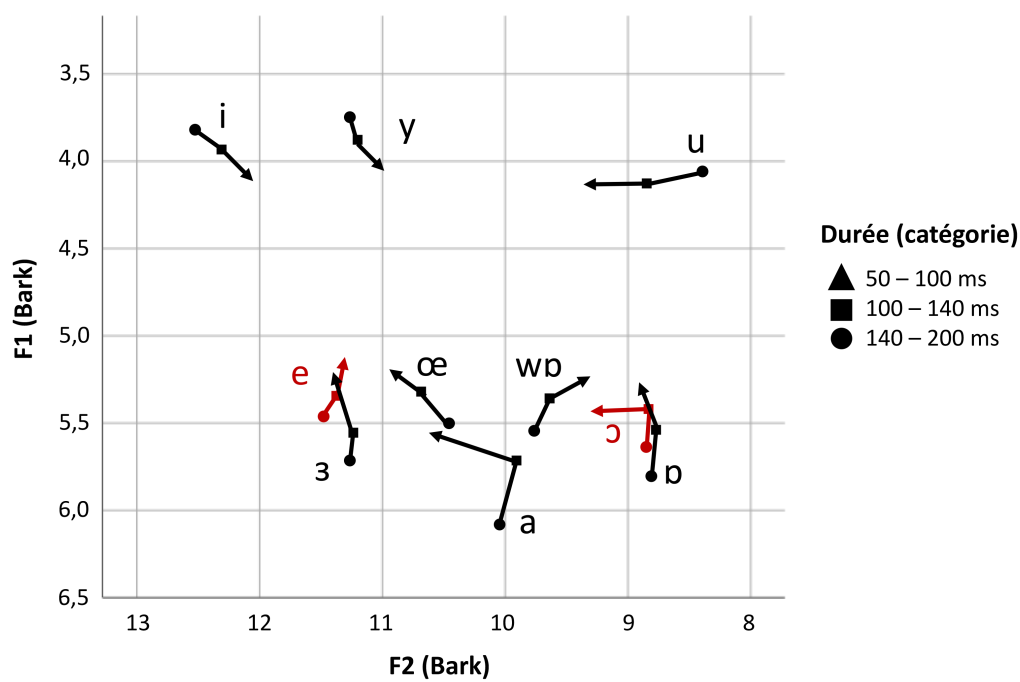 3,5
4,0
4,5
5,0
5,5
6,0
6,5
F1 (Bark)
13
12
11
10
9
8
F2 (Bark)
i
y
u
e
œ
wɒ
ɔ
ɜ
ɒ
a
Durée (catégorie)
50 – 100 ms
100 – 140 ms
140 – 200 ms